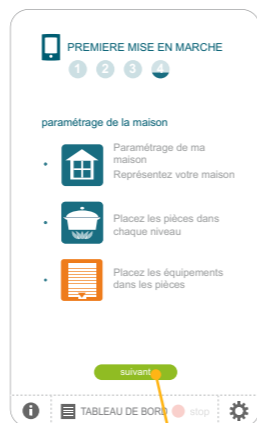 PREMIERE MISE EN MARCHE
1 2 3 4
paramétrage de la maison
Paramétrage de ma
maison
Représentez votre maison
Placez les pièces dans
chaque niveau
Placez les équipements
dans les pièces
suivant
TABLEAU DE BORD stop